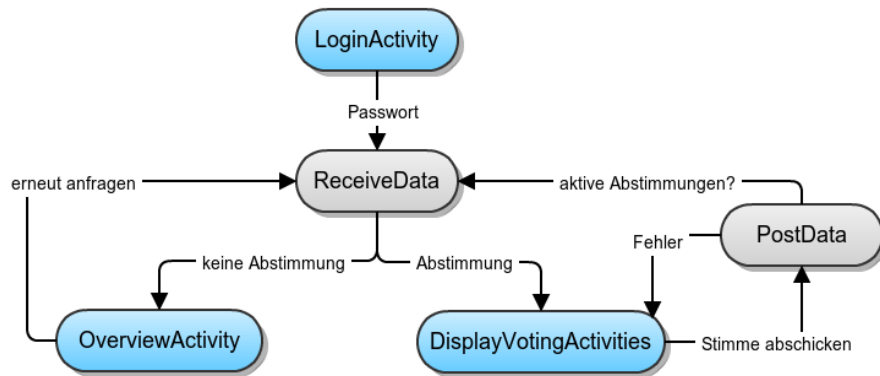 LoginActivity
Passwort
erneut anfragen
ReceiveData
aktive Abstimmungen?
PostData
Fehler
keine Abstimmung
Abstimmung
OverviewActivity
DisplayVotingActivities
Stimme abschicken